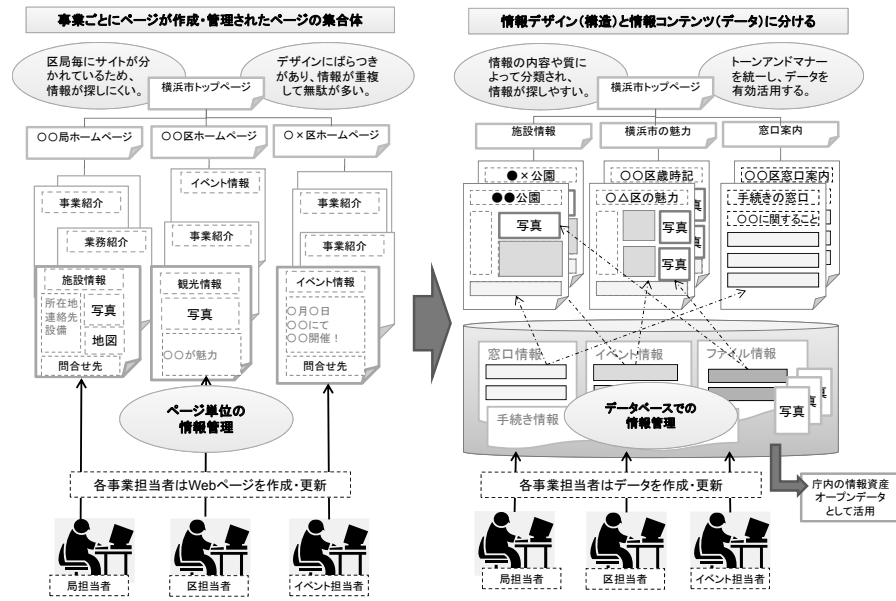 事業ごとにページが作成・管理されたページの集合体
区局毎にサイトが分
かれているため、
情報が探しにくい。
デザインにばらつき
があり、情報が重複
して無駄が多い。
横浜市トップページ
〇〇局ホームページ
〇〇区ホームページ
〇×区ホームページ
事業紹介
業務紹介
イベント情報
事業紹介
事業紹介
事業紹介
施設情報
所在地
連絡先
設備
写真
地図
問合せ先
観光情報
写真
〇〇が魅力
イベント情報
〇月〇日
〇〇にて
〇〇開催！
問合せ先
ページ単位の
情報管理
各事業担当者はWebページを作成・更新
局担当者
区担当者
イベント担当者
情報デザイン（構造）と情報コンテンツ（データ）に分ける
情報の内容や質に
よって分類され、
情報が探しやすい。
トーンアンドマナー
を統一し、データを
有効活用する。
横浜市トップページ
施設情報
横浜市の魅力
窓口案内
●×公園
●●公園
写真
〇〇区歳時記
〇△区の魅力
写真
写真
〇〇区窓口案内
手続きの窓口
〇〇に関すること
窓口情報
イベント情報
ファイル情報
手続き情報
写真
データベースでの
情報管理
各事業担当者はデータを作成・更新
庁内の情報資産
オープンデータ
として活用
局担当者
区担当者
イベント担当者